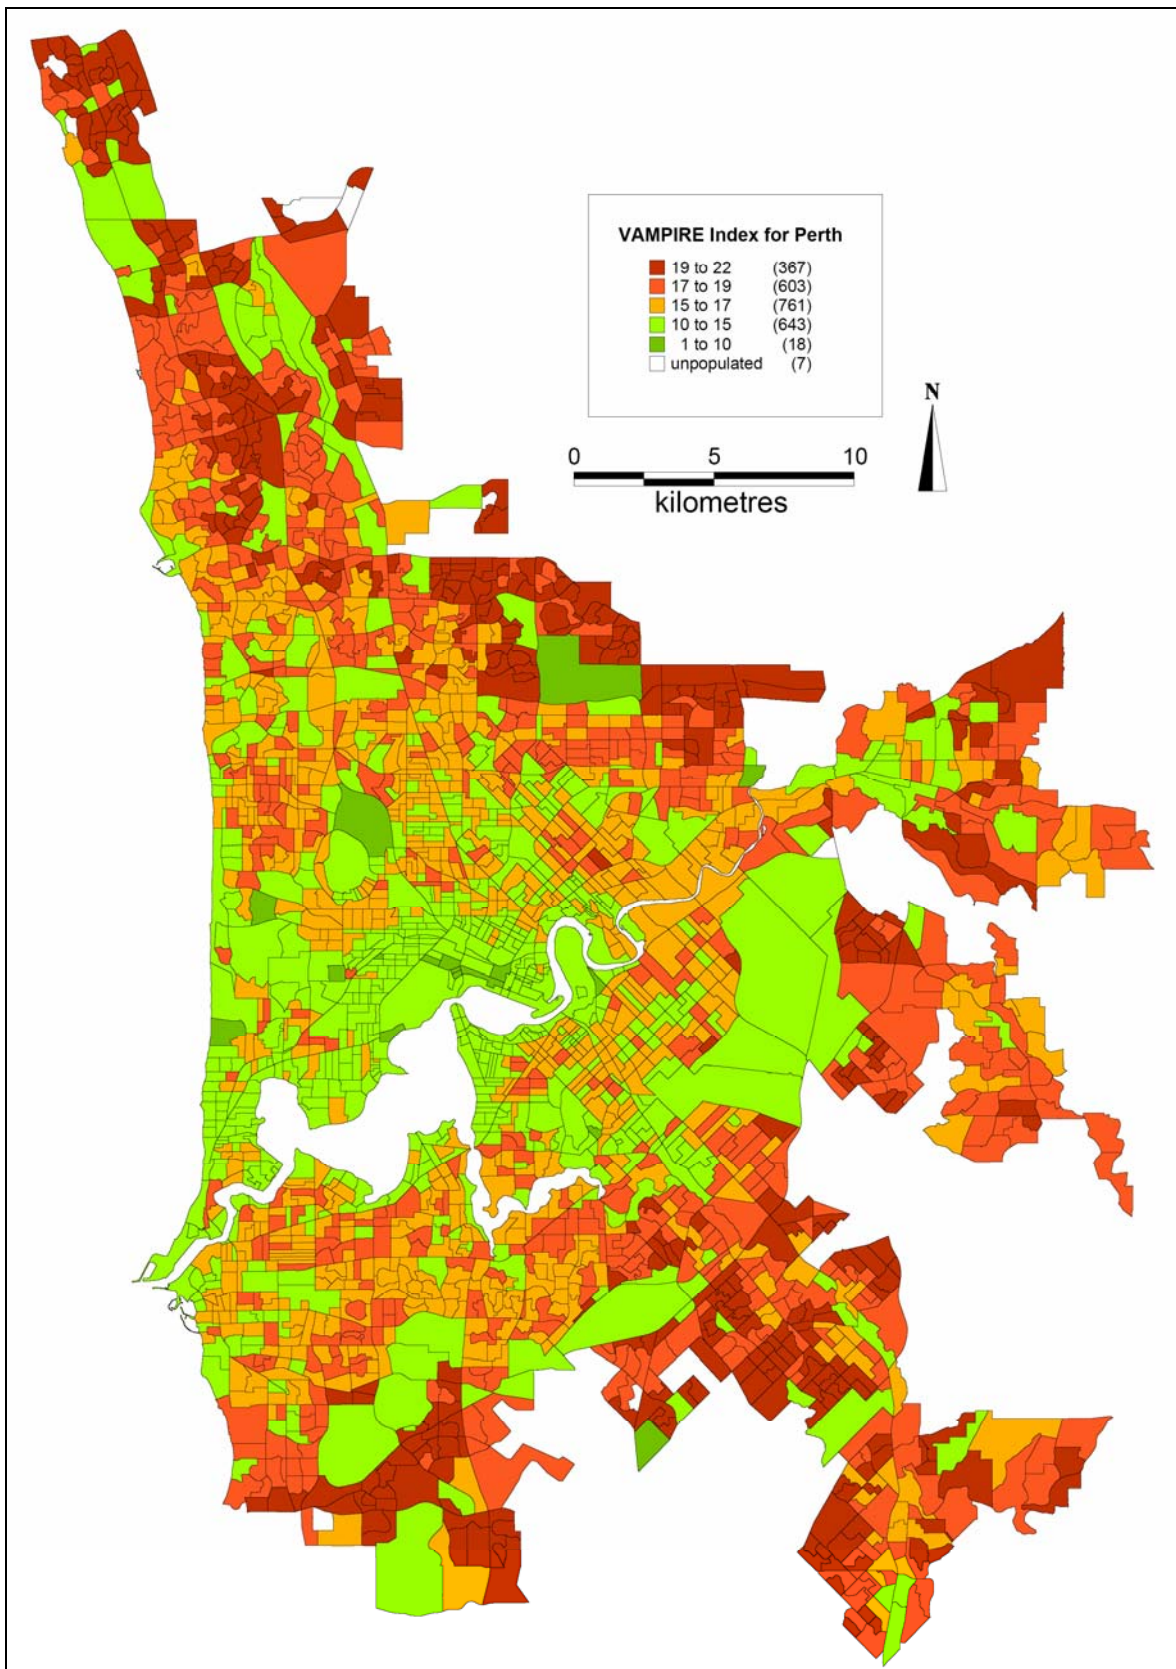 VAMPIRE Index for Perth
19 to 22 (367)
17 to 19 (603)
15 to 17 (761)
10 to 15 (643)
1 to 10 (18)
unpopulated (7)
N
0 5 10
kilometres